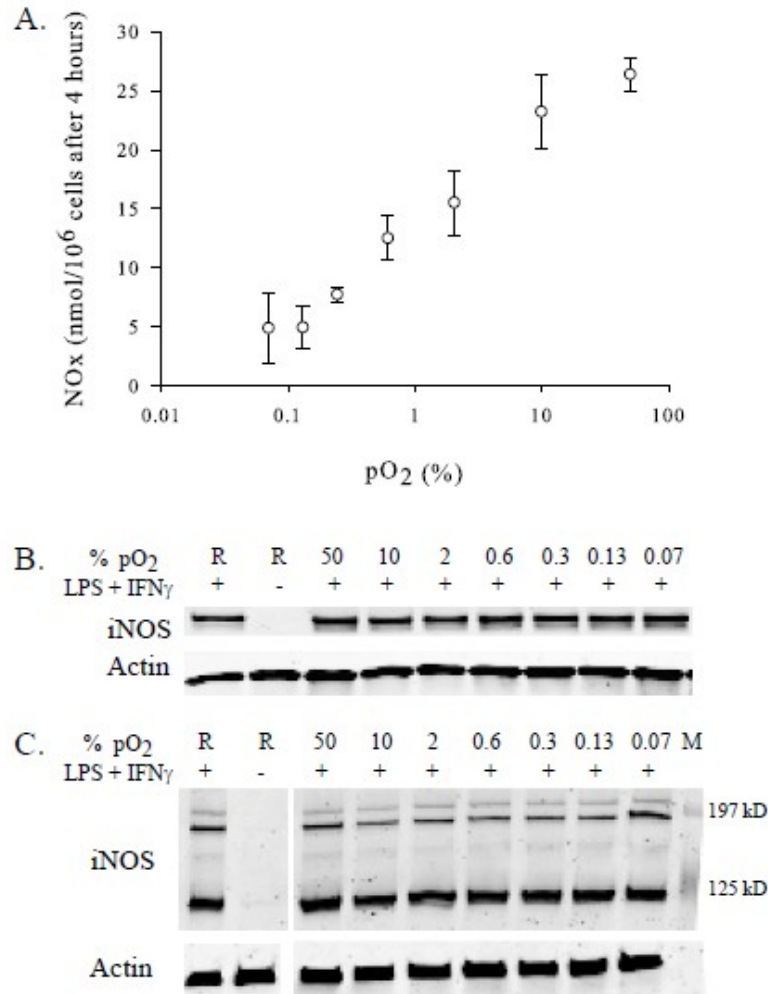 A.
30
25
20
15
10
5
0
NOx (nmol/10⁶ cells after 4 hours)
0.01 0.1 1 10 100
pO₂ (%)
B. % pO₂ R R 50 10 2 0.6 0.3 0.13 0.07
LPS + IFNγ + - + + + + + + +
iNOS
Actin
C. % pO₂ R R 50 10 2 0.6 0.3 0.13 0.07 M
LPS + IFNγ + - + + + + + + +
197 kD
iNOS
125 kD
Actin